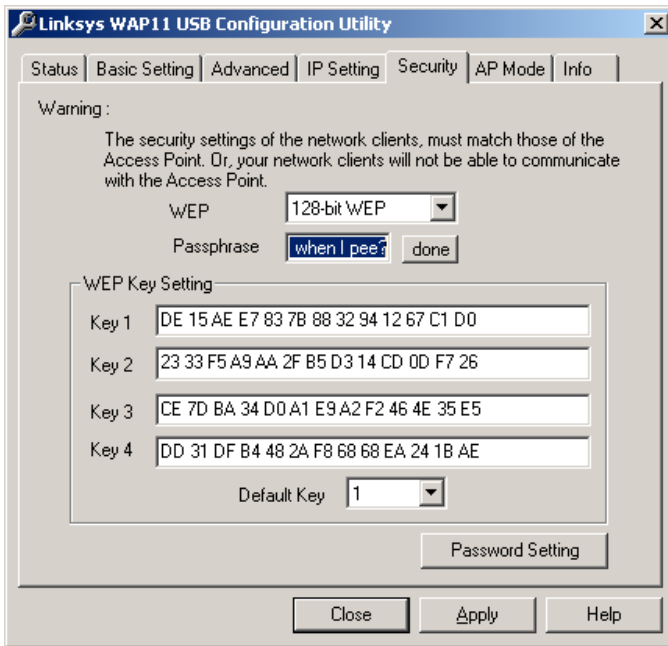 Linksys WAP11 USB Configuration Utility
Status Basic Setting Advanced IP Setting Security AP Mode Info
Warning :
The security settings of the network clients, must match those of the
Access Point. Or, your network clients will not be able to communicate
with the Access Point.
WEP 128-bit WEP
Passphrase when I pee? done
WEP Key Setting
Key 1 DE 15 AE E7 83 7B 88 32 94 12 67 C1 D0
Key 2 23 33 F5 A9 AA 2F B5 D3 14 CD 0D F7 26
Key 3 CE 7D BA 34 D0 A1 E9 A2 F2 46 4E 35 E5
Key 4 DD 31 DF B4 48 2A F8 68 68 EA 24 1B AE
Default Key 1
Password Setting
Close Apply Help